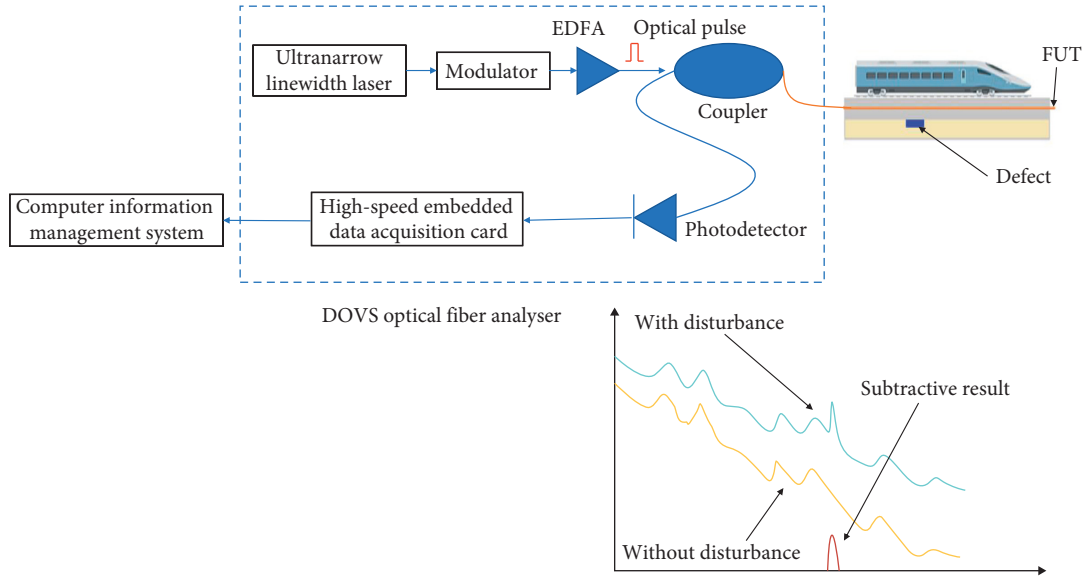 EDFA
Optical pulse
Ultranarrow
linewidth laser
Modulator
Coupler
FUT
Defect
Computer information
management system
High-speed embedded
data acquisition card
Photodetector
DOVS optical fiber analyser
With disturbance
Subtractive result
Without disturbance